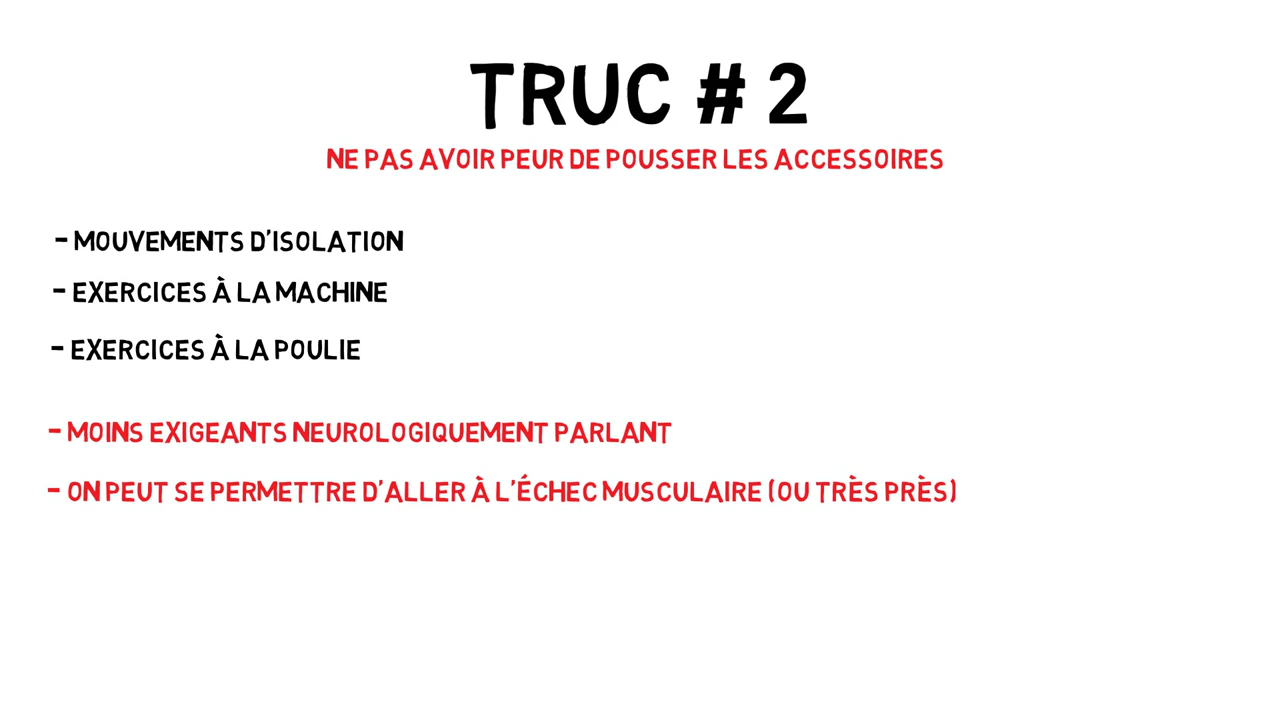 TRUC # 2
NE PAS AVOIR PEUR DE POUSSER LES ACCESSOIRES
- MOUVEMENTS D'ISOLATION
- EXERCICES À LA MACHINE
- EXERCICES À LA POULIE
- MOINS EXIGEANTS NEUROLOGIQUEMENT PARLANT
- ON PEUT SE PERMETTRE D'ALLER À L'ÉCHEC MUSCULAIRE (OU TRÈS PRÈS)